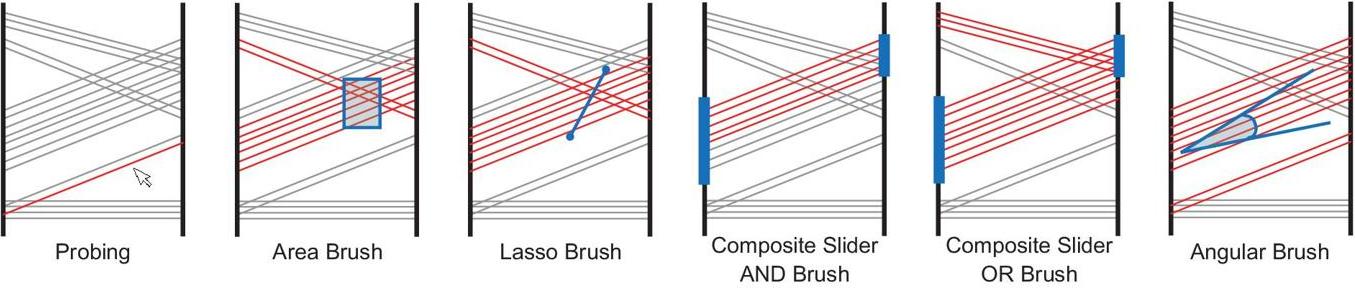 Probing
Area Brush
Lasso Brush
Composite Slider
AND Brush
Composite Slider
OR Brush
Angular Brush